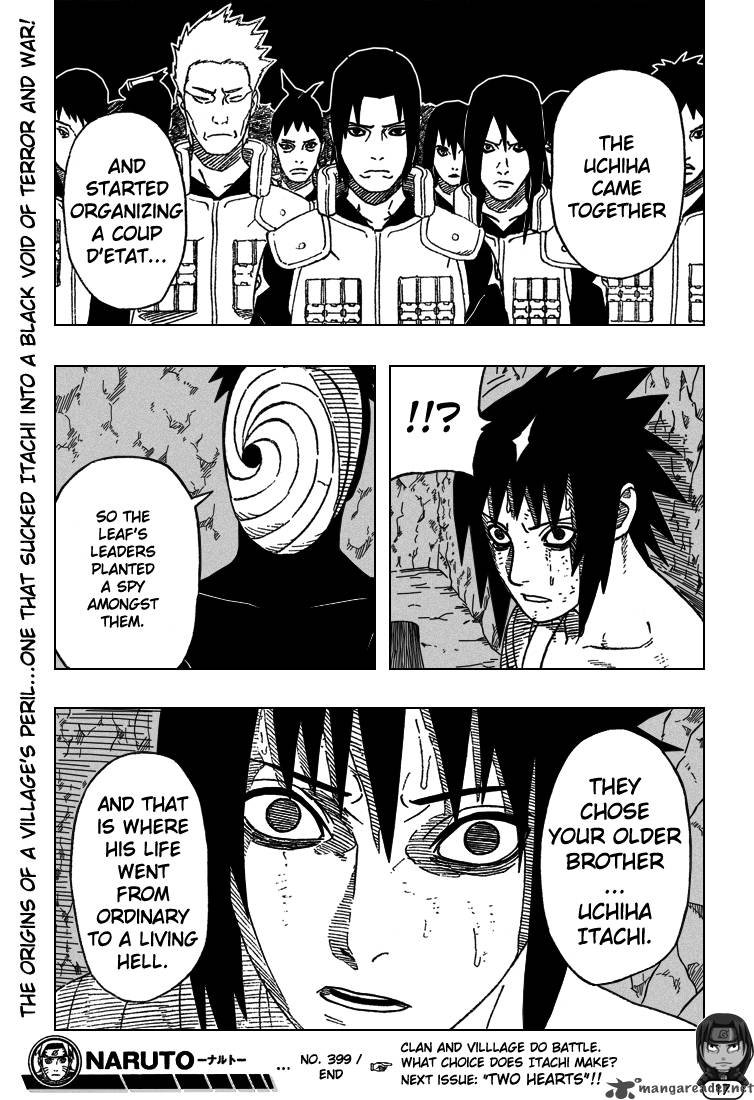 THE ORIGINS OF A VILLAGE'S PERIL...ONE THAT SUCKED ITACHI INTO A BLACK VOID OF TERROR AND WAR!
THE
UCHIHA
CAME
TOGETHER
AND
STARTED
ORGANIZING
A COUP
D'ETAT...
!!?
SO THE
LEAF'S
LEADERS
PLANTED
A SPY
AMONGST
THEM.
THEY
CHOSE
YOUR OLDER
BROTHER
...
UCHIHA
ITACHI.
AND THAT
IS WHERE
HIS LIFE
WENT
FROM
ORDINARY
TO A LIVING
HELL.
NARUTO ーナルトー
... NO. 399 /
END
☞ CLAN AND VILLLAGE DO BATTLE.
WHAT CHOICE DOES ITACHI MAKE?
NEXT ISSUE: "TWO HEARTS"!!
17
mangareader.net